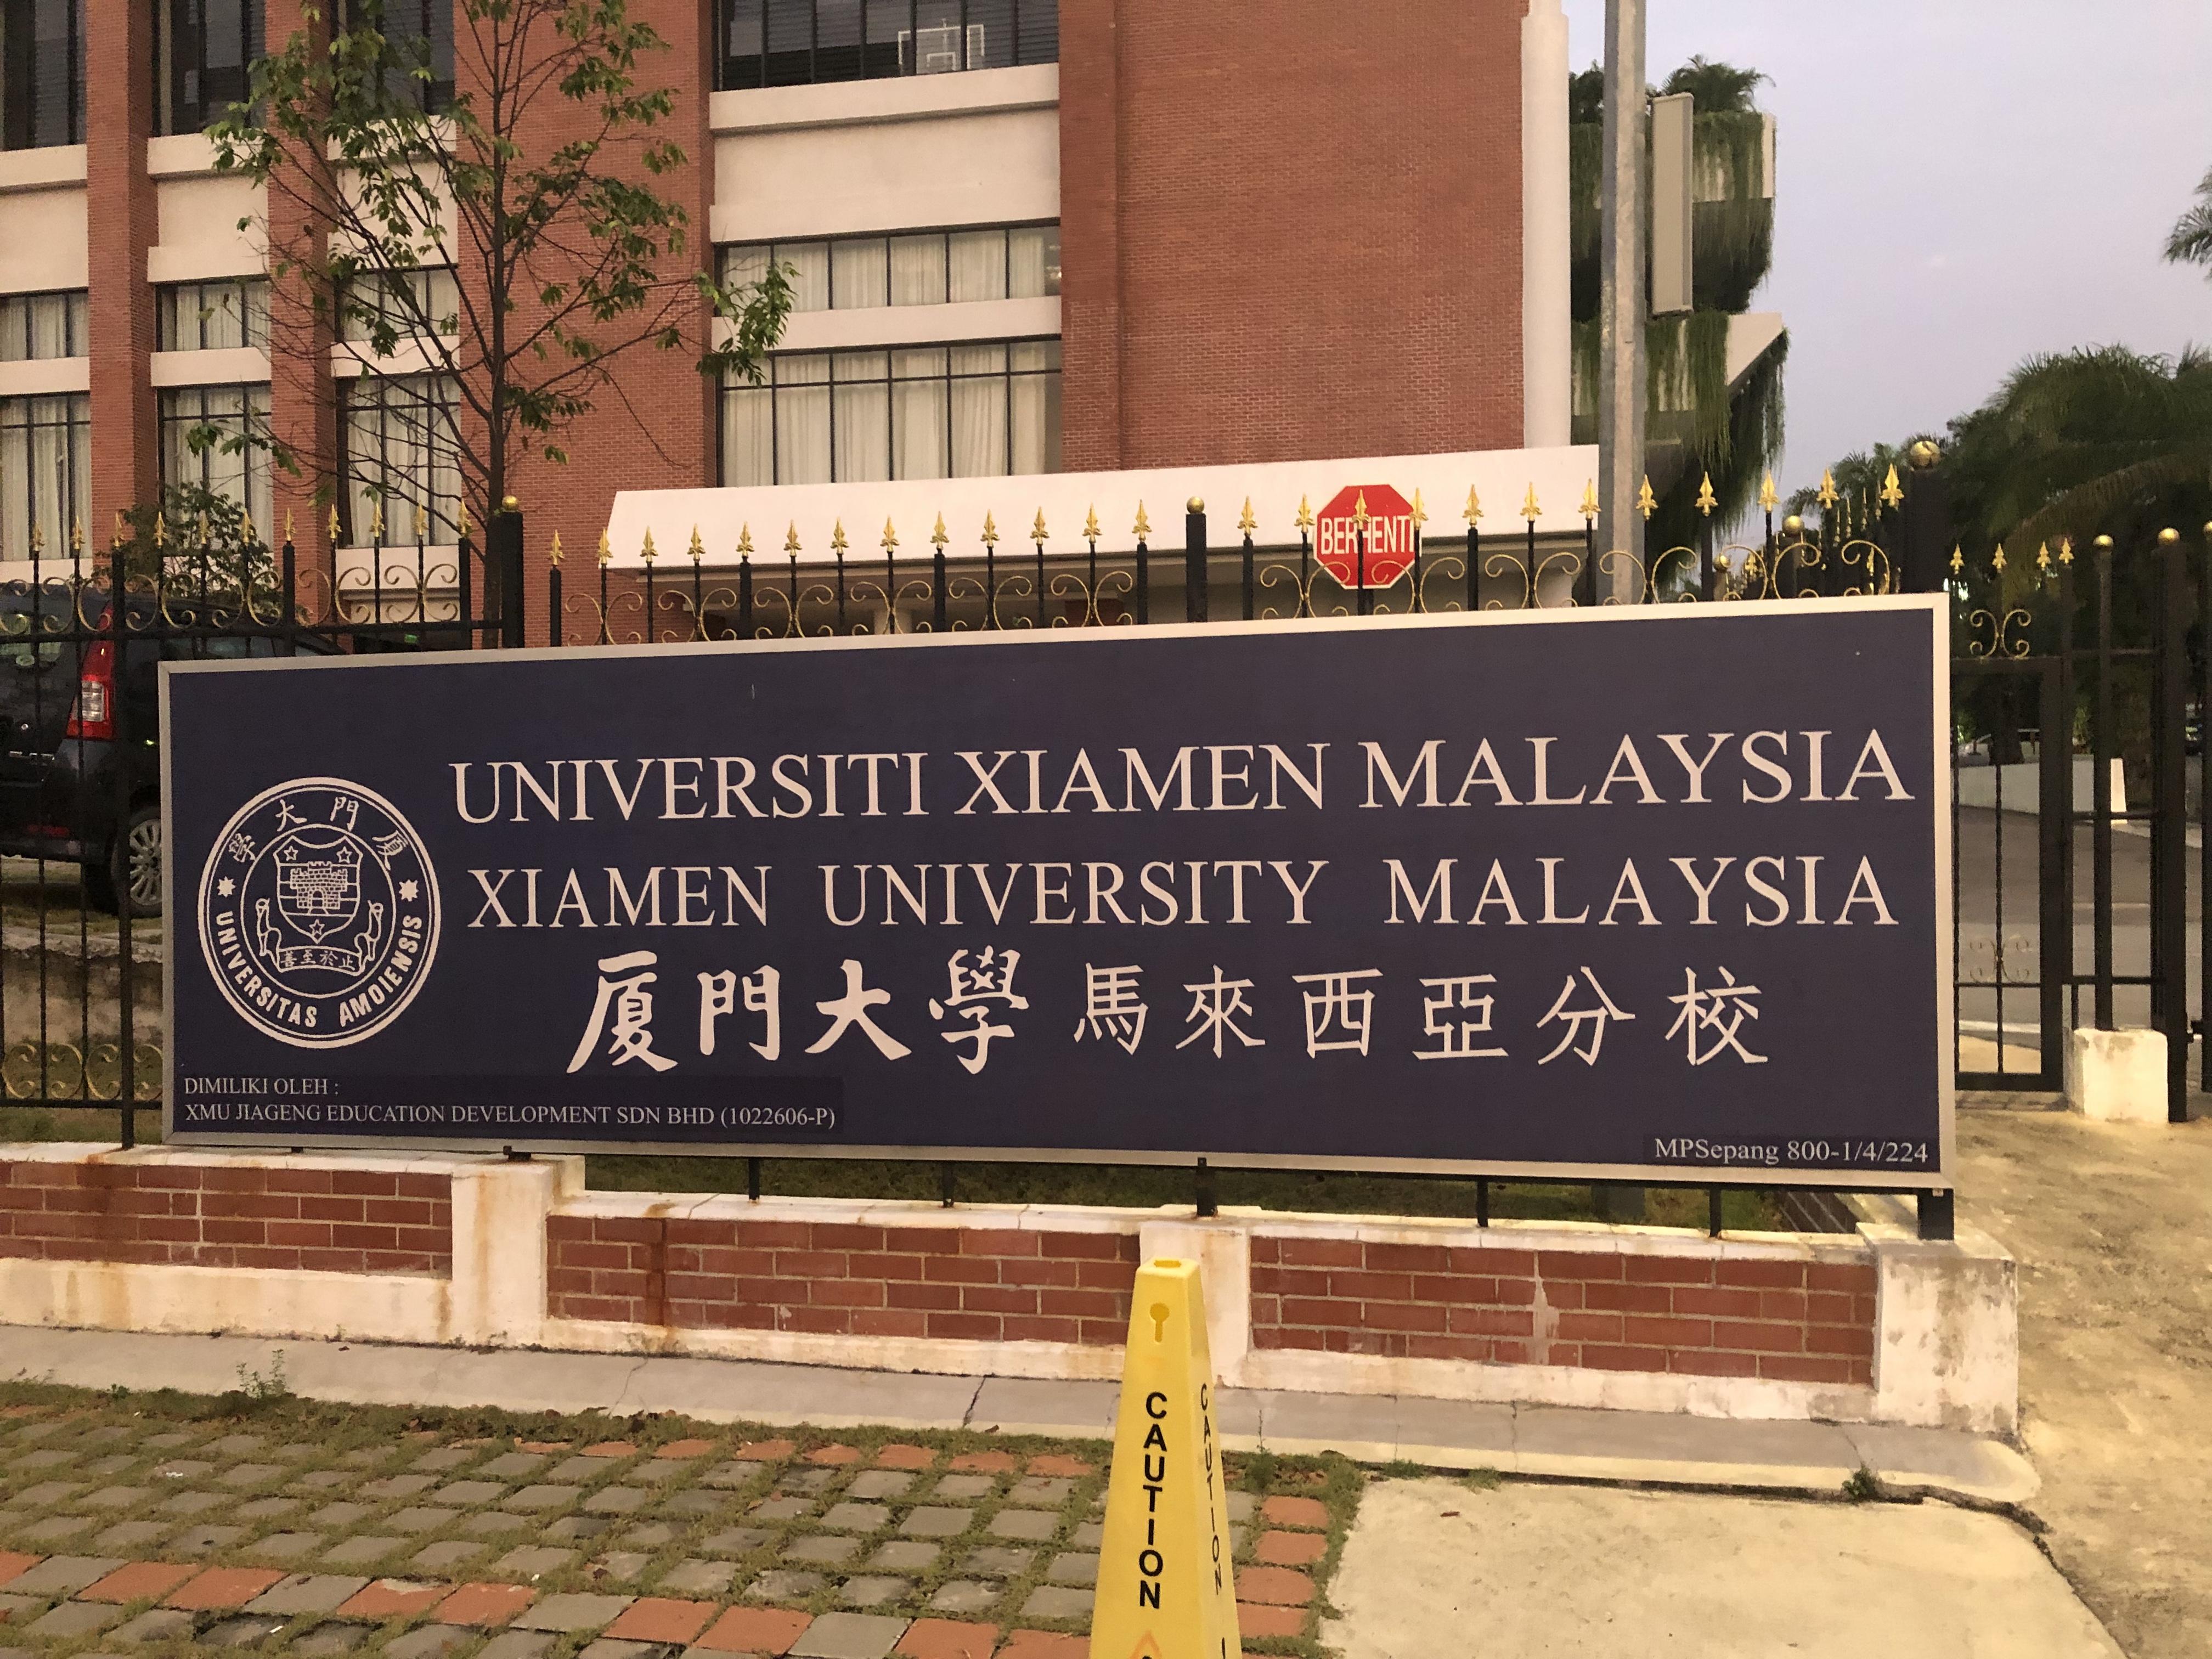 BERHENTI
UNIVERSITI XIAMEN MALAYSIA
XIAMEN UNIVERSITY MALAYSIA
廈門大學馬來西亞分校
學大門廈
止於至善
UNIVERSITAS AMOIENSIS
DIMILIKI OLEH :
XMU JIAGENG EDUCATION DEVELOPMENT SDN BHD (1022606-P)
MPSepang 800-1/4/224
CAUTION
CAUTION